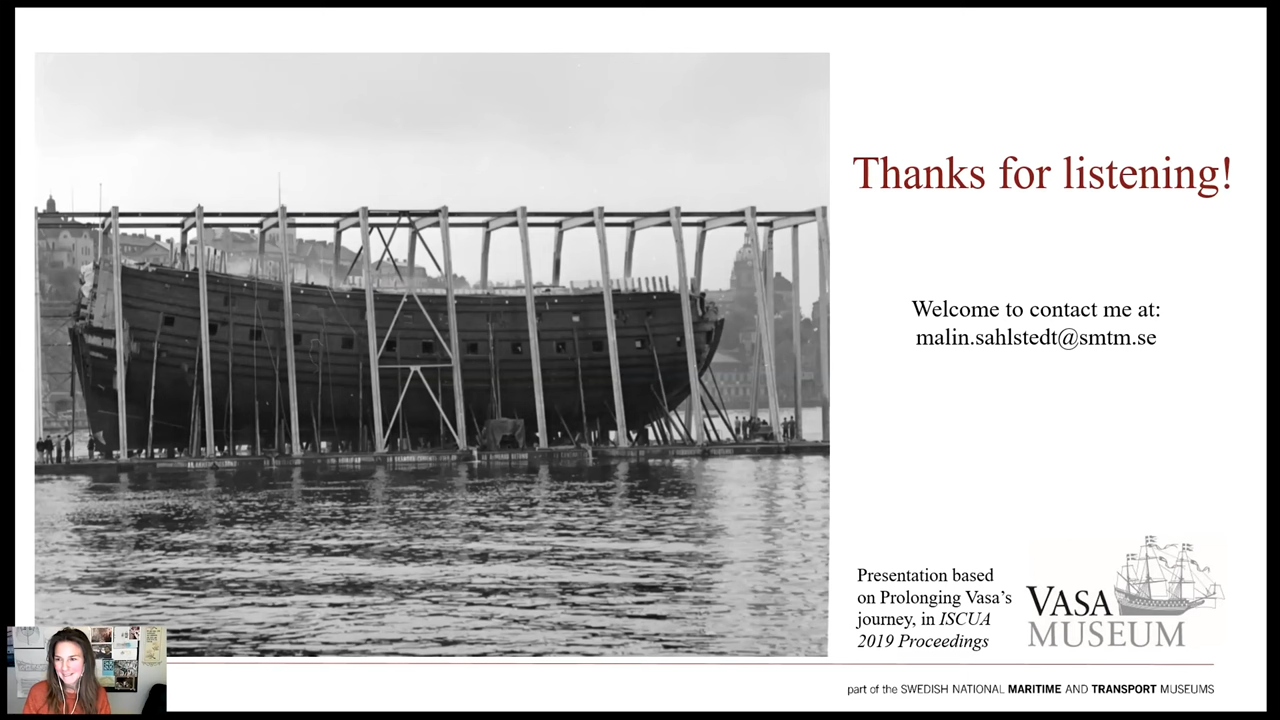 Thanks for listening!
Welcome to contact me at:
malin.sahlstedt@smtm.se
Presentation based
on Prolonging Vasa’s
journey, in ISCUA
2019 Proceedings
VASA
MUSEUM
part of the SWEDISH NATIONAL MARITIME AND TRANSPORT MUSEUMS